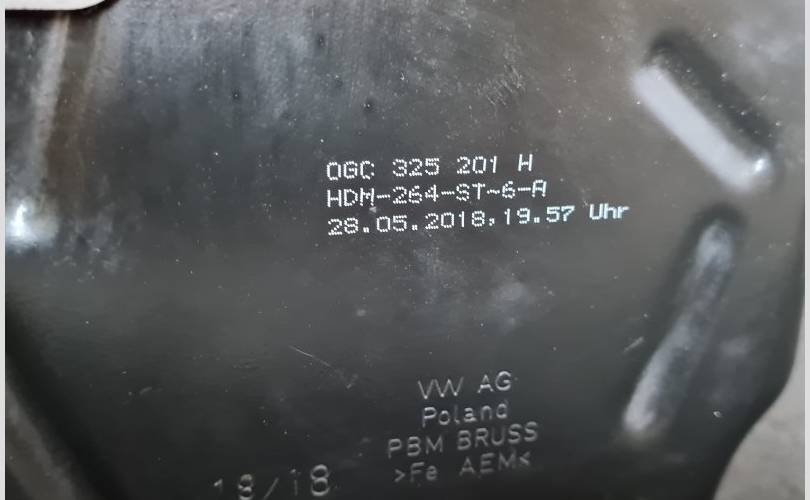 0GC 325 201 H
HDM-264-ST-6-A
28.05.2018,19.57 Uhr
VW AG
Poland
PBM BRUSS
>Fe AEM<
18/18